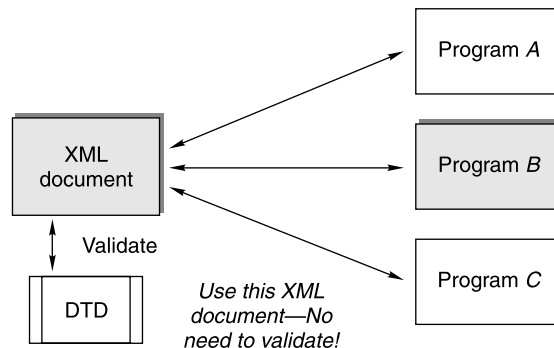 Program A
XML
document
Program B
Validate
Program C
DTD
Use this XML
document—No
need to validate!